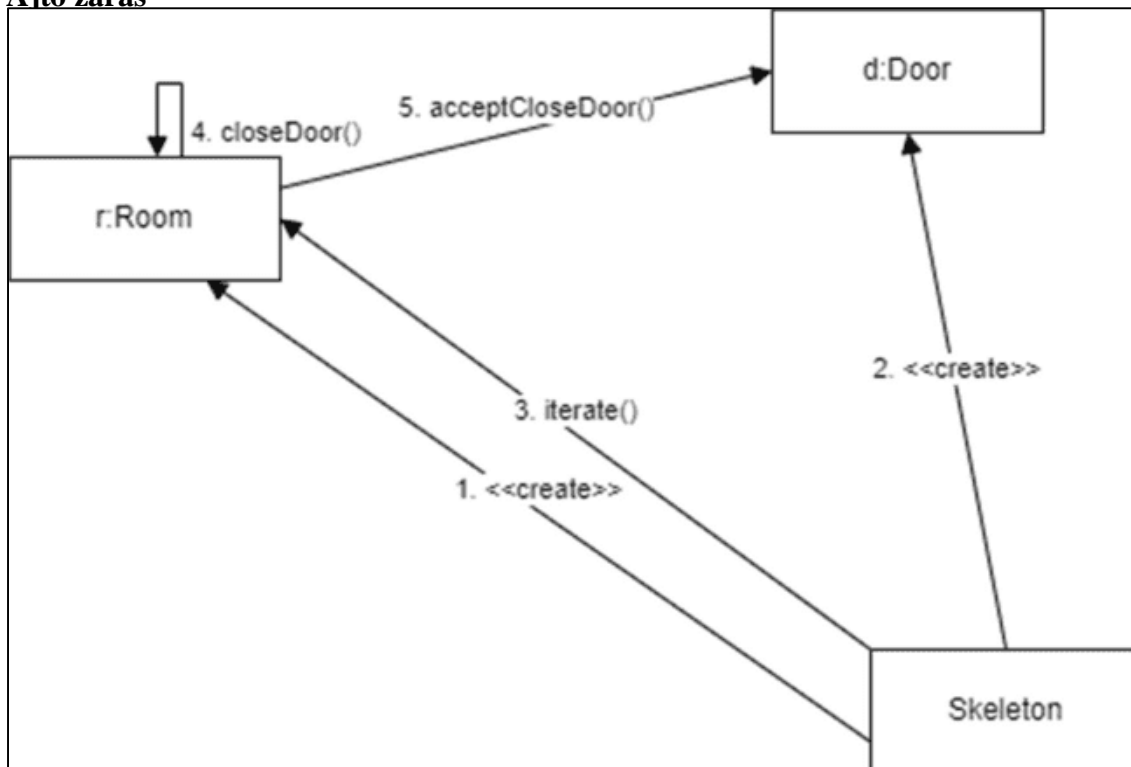 Ajtó zárás
d:Door
5. acceptCloseDoor()
4. closeDoor()
r:Room
2. <<create>>
3. iterate()
1. <<create>>
Skeleton